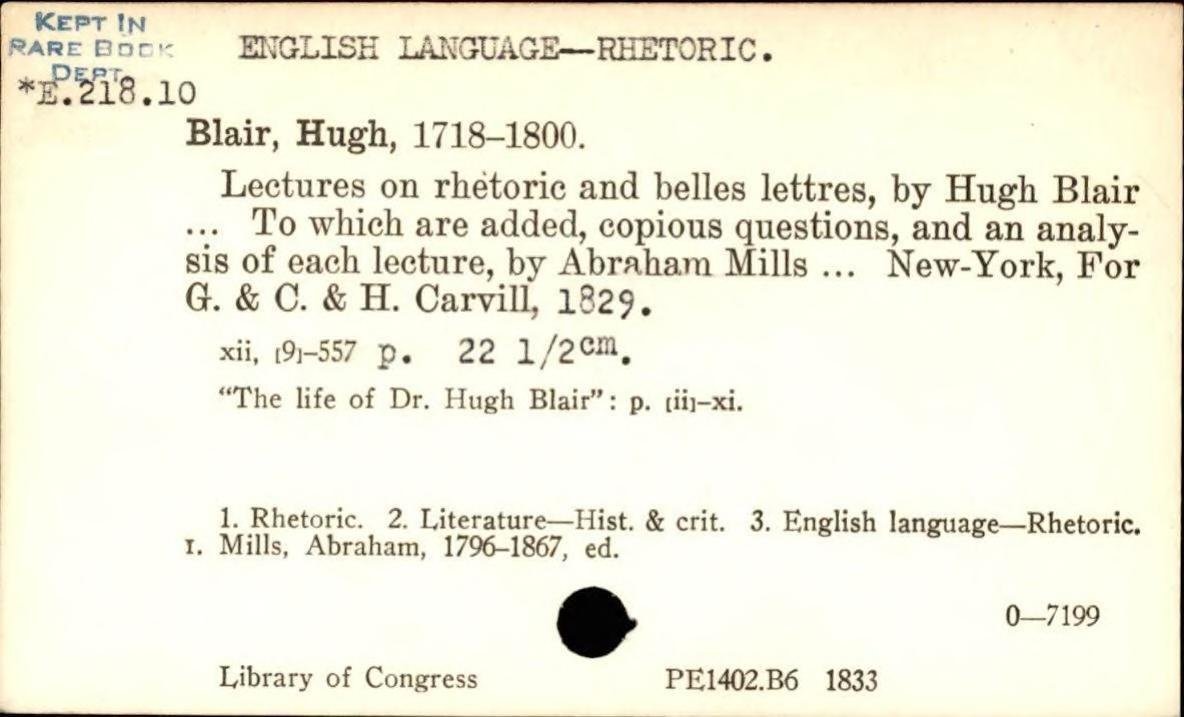 KEPT IN
RARE BOOK
DEPT.
ENGLISH LANGUAGE—RHETORIC.
*E.218.10
Blair, Hugh, 1718–1800.
Lectures on rhetoric and belles lettres, by Hugh Blair
... To which are added, copious questions, and an analy-
sis of each lecture, by Abraham Mills ... New-York, For
G. & C. & H. Carvill, 1829.
xii, [9]–557 p. 22 1/2cm.
“The life of Dr. Hugh Blair”: p. [ii]–xi.
1. Rhetoric. 2. Literature—Hist. & crit. 3. English language—Rhetoric.
I. Mills, Abraham, 1796–1867, ed.
0—7199
Library of Congress PE1402.B6 1833